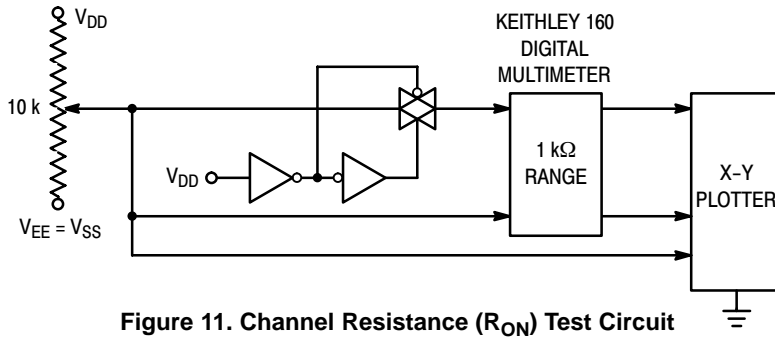 V_DD
10 k
V_EE = V_SS
V_DD
KEITHLEY 160
DIGITAL
MULTIMETER
1 kΩ
RANGE
X–Y
PLOTTER
Figure 11. Channel Resistance (R_ON) Test Circuit